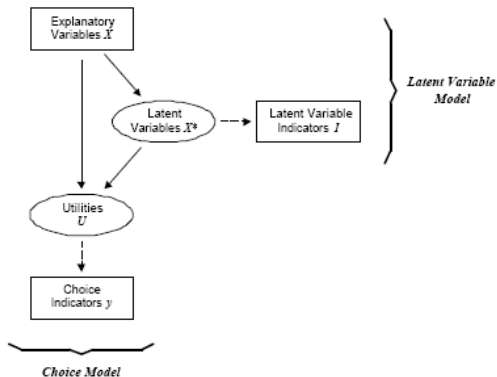 Explanatory
Variables X
Latent
Variables X*
Latent Variable
Indicators I
Latent Variable
Model
Utilities
U
Choice
Indicators y
Choice Model